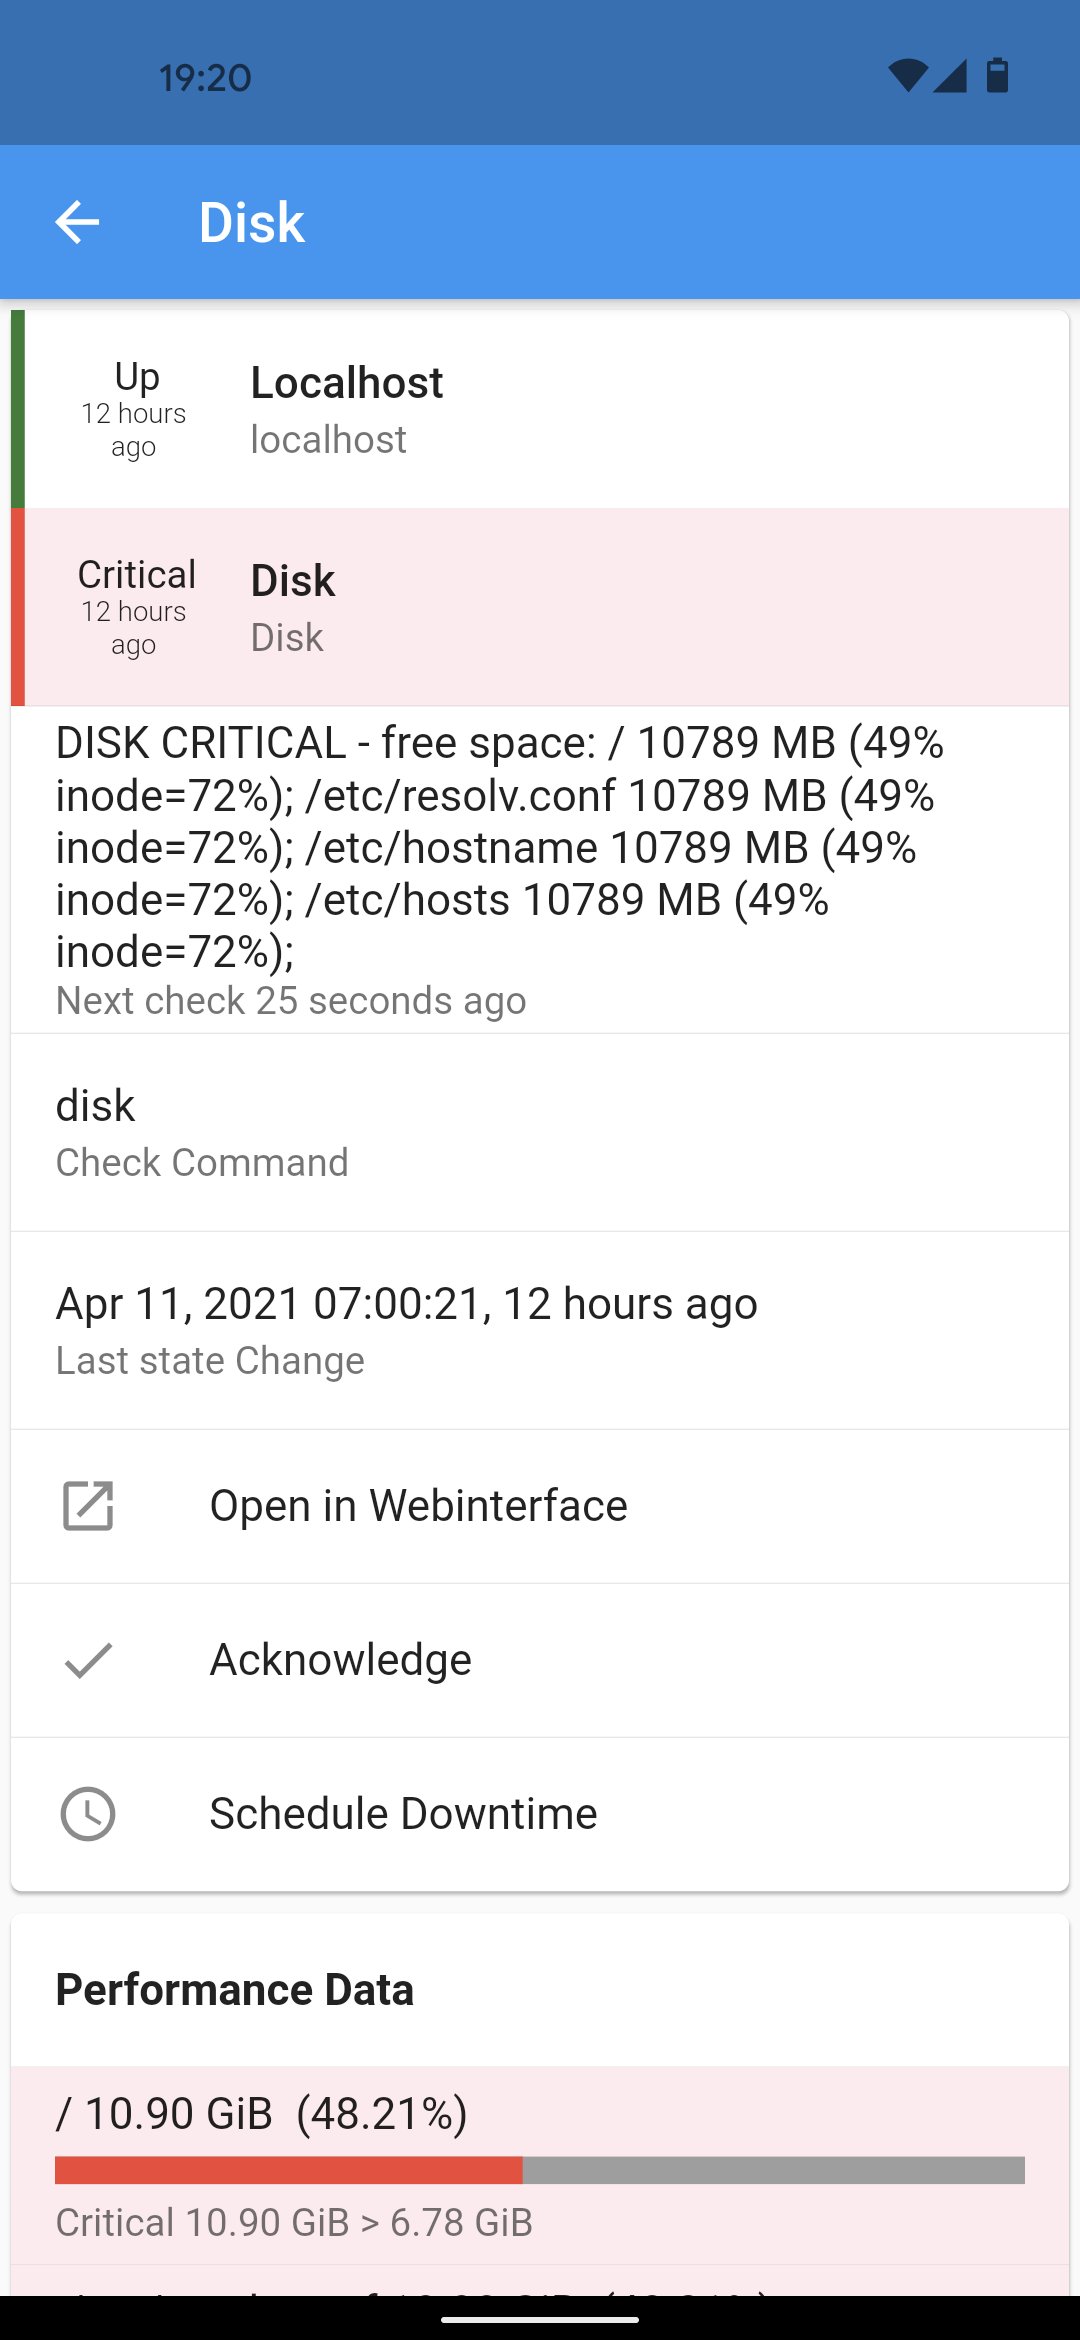 19:20
Disk
Up
12 hours
ago
Localhost
localhost
Critical
12 hours
ago
Disk
Disk
DISK CRITICAL - free space: / 10789 MB (49%
inode=72%); /etc/resolv.conf 10789 MB (49%
inode=72%); /etc/hostname 10789 MB (49%
inode=72%); /etc/hosts 10789 MB (49%
inode=72%);
Next check 25 seconds ago
disk
Check Command
Apr 11, 2021 07:00:21, 12 hours ago
Last state Change
Open in Webinterface
Acknowledge
Schedule Downtime
Performance Data
/ 10.90 GiB (48.21%)
Critical 10.90 GiB > 6.78 GiB